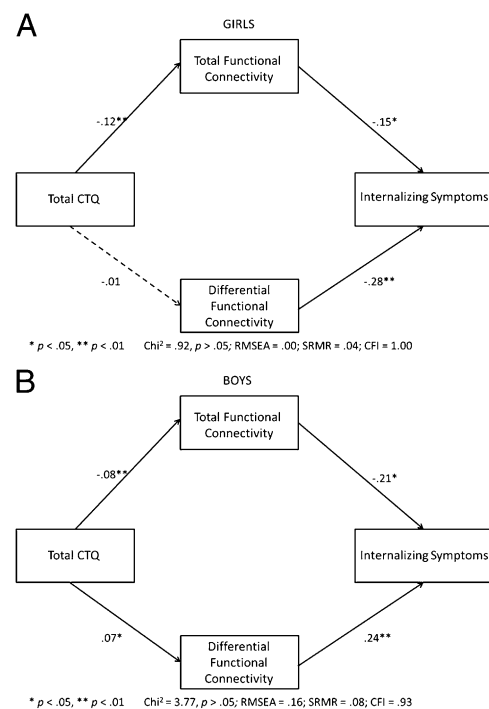 A
GIRLS
Total Functional
Connectivity
-.12**
-.15*
Total CTQ
Internalizing Symptoms
-.01
-.28**
Differential
Functional
Connectivity
* p < .05, ** p < .01 Chi² = .92, p > .05; RMSEA = .00; SRMR = .04; CFI = 1.00
B
BOYS
Total Functional
Connectivity
-.08**
-.21*
Total CTQ
Internalizing Symptoms
.07*
.24**
Differential
Functional
Connectivity
* p < .05, ** p < .01 Chi² = 3.77, p > .05; RMSEA = .16; SRMR = .08; CFI = .93